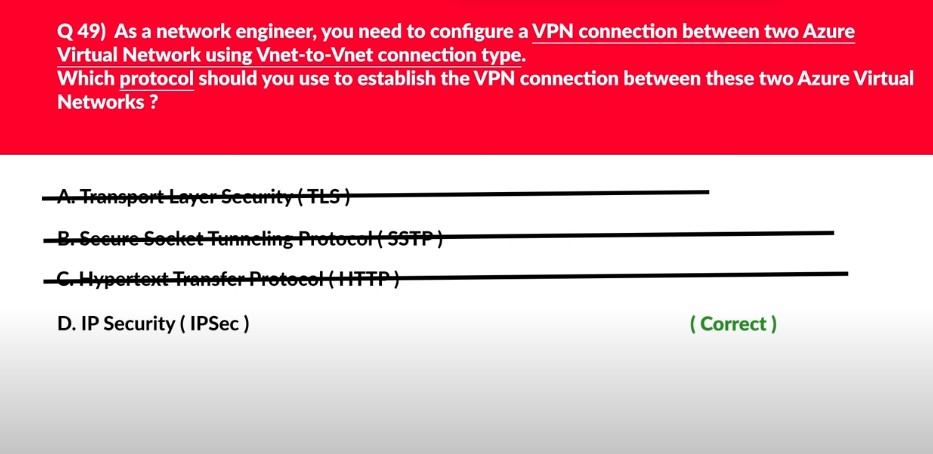 Q 49) As a network engineer, you need to configure a VPN connection between two Azure
Virtual Network using Vnet-to-Vnet connection type.
Which protocol should you use to establish the VPN connection between these two Azure Virtual
Networks ?
A. Transport Layer Security ( TLS )
B. Secure Socket Tunneling Protocol ( SSTP )
C. Hypertext Transfer Protocol ( HTTP )
D. IP Security ( IPSec ) ( Correct )